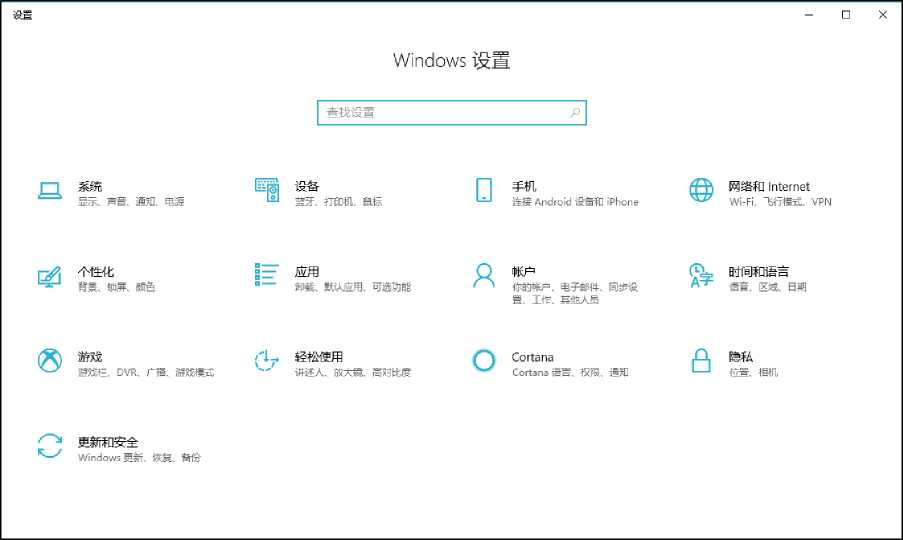 设置
Windows 设置
查找设置
系统
显示、声音、通知、电源
设备
蓝牙、打印机、鼠标
手机
连接 Android 设备和 iPhone
网络和 Internet
Wi-Fi、飞行模式、VPN
个性化
背景、锁屏、颜色
应用
卸载、默认应用、可选功能
帐户
你的帐户、电子邮件、同步设
置、工作、其他人员
时间和语言
语音、区域、日期
游戏
游戏栏、DVR、广播、游戏模式
轻松使用
讲述人、放大镜、高对比度
Cortana
Cortana 语言、权限、通知
隐私
位置、相机
更新和安全
Windows 更新、恢复、备份